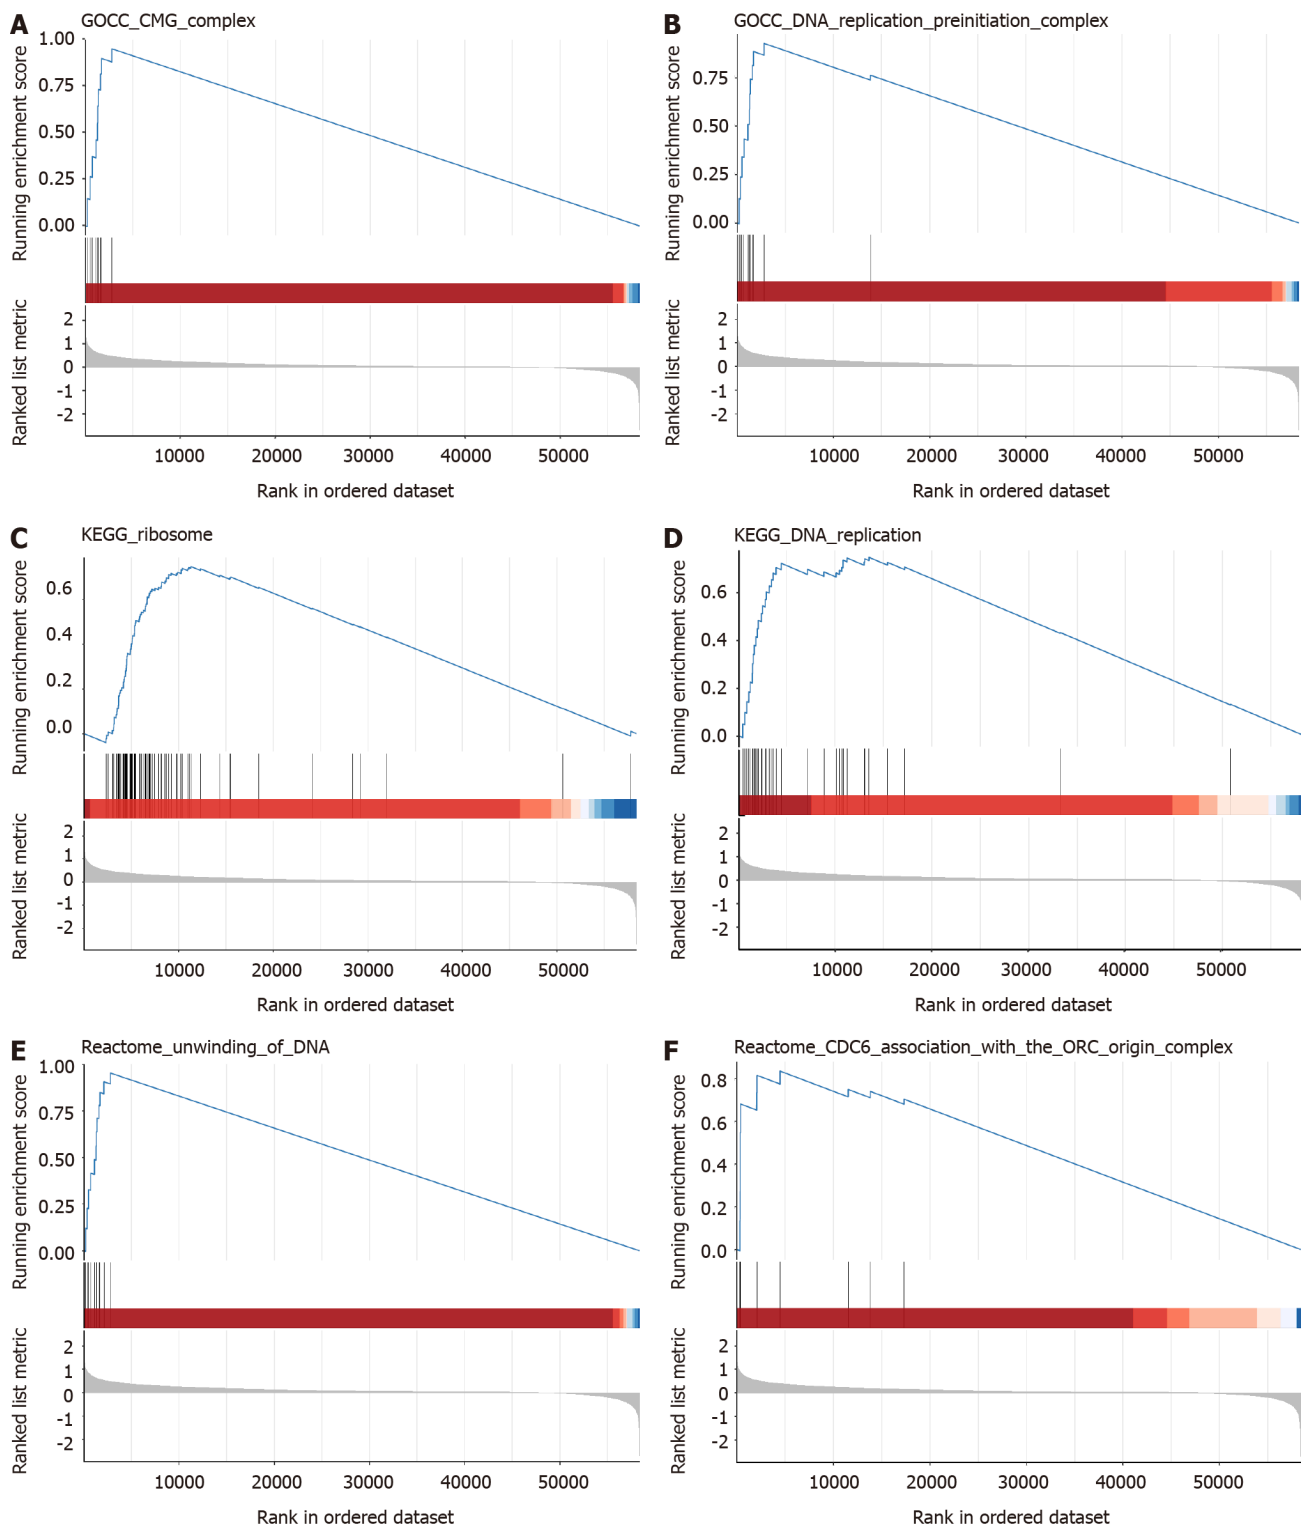 A GOCC_CMG_complex
Running enrichment score
1.00
0.75
0.50
0.25
0.00
Ranked list metric
2
1
0
-1
-2
10000 20000 30000 40000 50000
Rank in ordered dataset
B GOCC_DNA_replication_preinitiation_complex
Running enrichment score
0.75
0.50
0.25
0.00
Ranked list metric
2
1
0
-1
-2
10000 20000 30000 40000 50000
Rank in ordered dataset
C KEGG_ribosome
Running enrichment score
0.6
0.4
0.2
0.0
Ranked list metric
2
1
0
-1
-2
10000 20000 30000 40000 50000
Rank in ordered dataset
D KEGG_DNA_replication
Running enrichment score
0.6
0.4
0.2
0.0
Ranked list metric
2
1
0
-1
-2
10000 20000 30000 40000 50000
Rank in ordered dataset
E Reactome_unwinding_of_DNA
Running enrichment score
1.00
0.75
0.50
0.25
0.00
Ranked list metric
2
1
0
-1
-2
10000 20000 30000 40000 50000
Rank in ordered dataset
F Reactome_CDC6_association_with_the_ORC_origin_complex
Running enrichment score
0.8
0.6
0.4
0.2
0.0
Ranked list metric
2
1
0
-1
-2
10000 20000 30000 40000 50000
Rank in ordered dataset